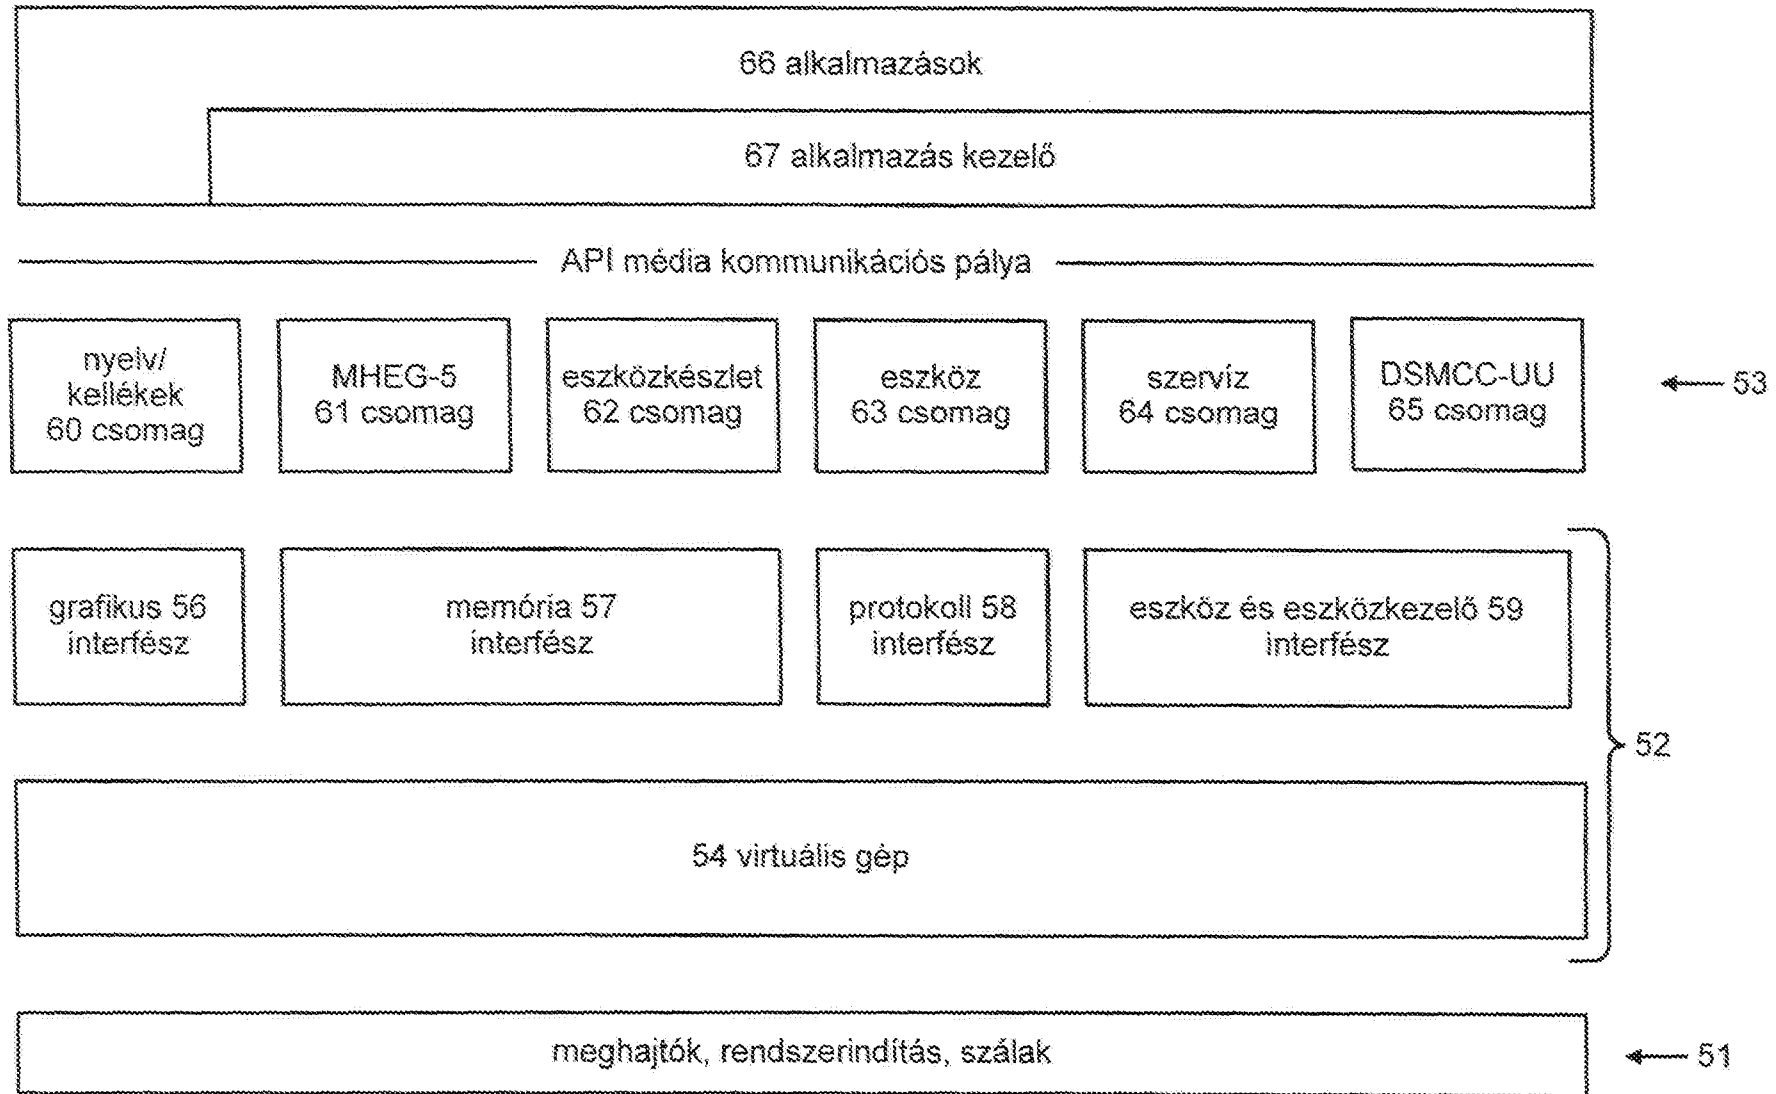 66 alkalmazások
67 alkalmazás kezelő
API média kommunikációs pálya
nyelv/
kellékek
60 csomag
MHEG-5
61 csomag
eszközkészlet
62 csomag
eszköz
63 csomag
szervíz
64 csomag
DSMCC-UU
65 csomag
53
grafikus 56
interfész
memória 57
interfész
protokoll 58
interfész
eszköz és eszközkezelő 59
interfész
52
54 virtuális gép
meghajtók, rendszerindítás, szálak
51